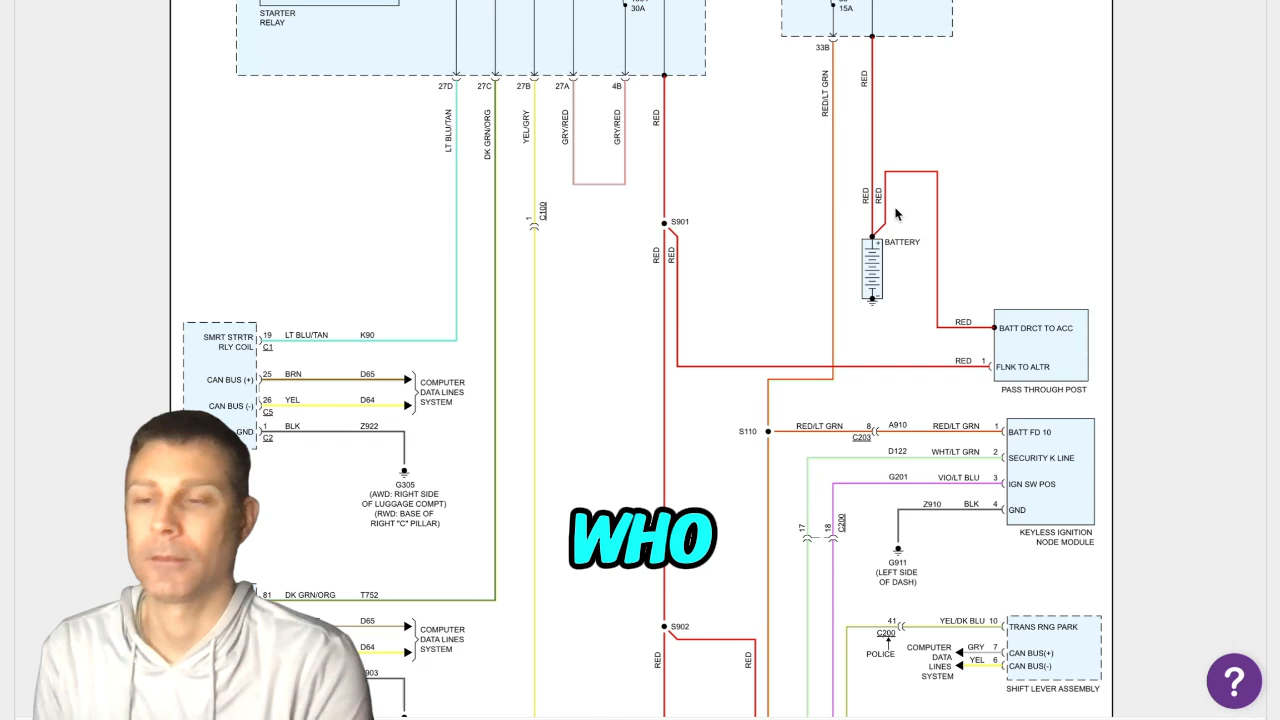 STARTER
RELAY
30A
15A
33B
27D
27C
27B
27A
4B
LT BLU/TAN
DK GRN/ORG
YEL/GRY
GRY/RED
GRY/RED
RED
RED/LT GRN
RED
1
C100
S901
RED
RED
RED
RED
+
BATTERY
-
SMRT STRTR
RLY COIL
19
C1
LT BLU/TAN
K90
CAN BUS (+)
25
BRN
D65
CAN BUS (-)
26
C5
YEL
D64
COMPUTER
DATA LINES
SYSTEM
GND
1
C2
BLK
Z922
G305
(AWD: RIGHT SIDE
OF LUGGAGE COMPT)
(RWD: BASE OF
RIGHT "C" PILLAR)
RED
BATT DRCT TO ACC
RED 1
FLNK TO ALTR
PASS THROUGH POST
S110
RED/LT GRN
8
C203
A910
RED/LT GRN
1
BATT FD 10
D122
WHT/LT GRN
2
SECURITY K LINE
G201
VIO/LT BLU
3
IGN SW POS
Z910
BLK
4
GND
KEYLESS IGNITION
NODE MODULE
17
18
C200
G911
(LEFT SIDE
OF DASH)
WHO
81
DK GRN/ORG
T752
D65
D64
COMPUTER
DATA LINES
SYSTEM
903
S902
RED
RED
41
C200
POLICE
YEL/DK BLU
10
TRANS RNG PARK
COMPUTER
DATA
LINES
SYSTEM
GRY
7
CAN BUS(+)
YEL
6
CAN BUS(-)
SHIFT LEVER ASSEMBLY
?